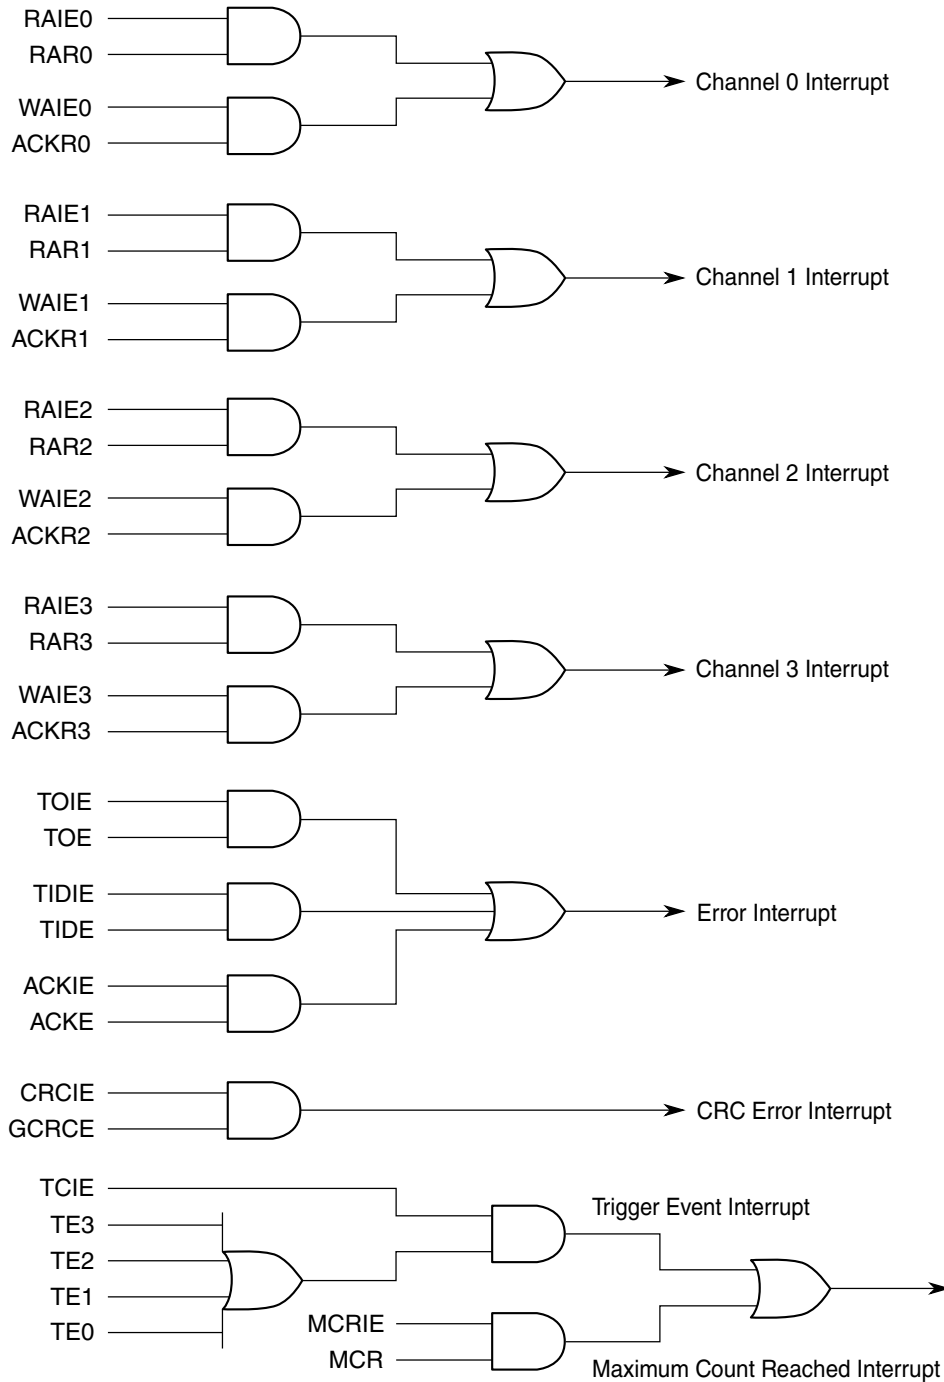 RAIE0
RAR0
WAIE0
ACKR0
Channel 0 Interrupt
RAIE1
RAR1
WAIE1
ACKR1
Channel 1 Interrupt
RAIE2
RAR2
WAIE2
ACKR2
Channel 2 Interrupt
RAIE3
RAR3
WAIE3
ACKR3
Channel 3 Interrupt
TOIE
TOE
TIDIE
TIDE
ACKIE
ACKE
Error Interrupt
CRCIE
GCRCE
CRC Error Interrupt
TCIE
TE3
TE2
TE1
TE0
Trigger Event Interrupt
MCRIE
MCR
Maximum Count Reached Interrupt